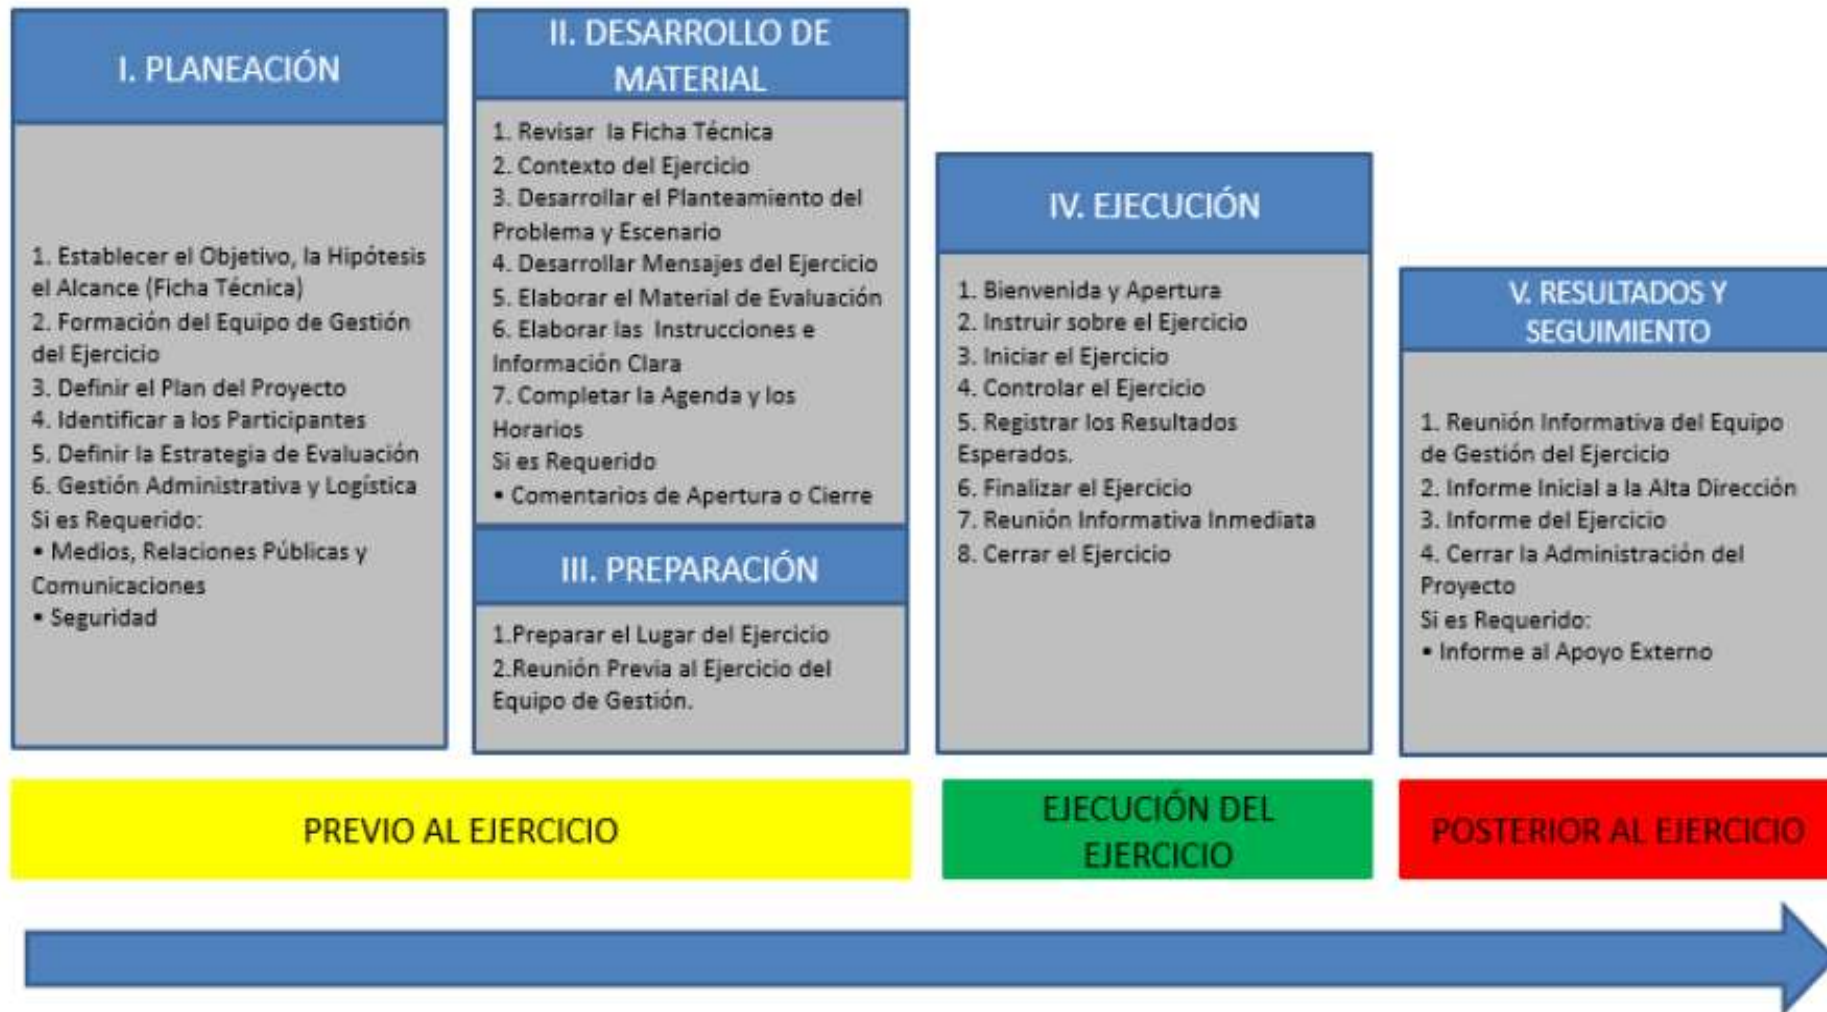 I. PLANEACIÓN
1. Establecer el Objetivo, la Hipótesis
el Alcance (Ficha Técnica)
2. Formación del Equipo de Gestión
del Ejercicio
3. Definir el Plan del Proyecto
4. Identificar a los Participantes
5. Definir la Estrategia de Evaluación
6. Gestión Administrativa y Logística
Si es Requerido:
• Medios, Relaciones Públicas y
Comunicaciones
• Seguridad
II. DESARROLLO DE
MATERIAL
1. Revisar la Ficha Técnica
2. Contexto del Ejercicio
3. Desarrollar el Planteamiento del
Problema y Escenario
4. Desarrollar Mensajes del Ejercicio
5. Elaborar el Material de Evaluación
6. Elaborar las Instrucciones e
Información Clara
7. Completar la Agenda y los
Horarios
Si es Requerido
• Comentarios de Apertura o Cierre
III. PREPARACIÓN
1.Preparar el Lugar del Ejercicio
2.Reunión Previa al Ejercicio del
Equipo de Gestión.
IV. EJECUCIÓN
1. Bienvenida y Apertura
2. Instruir sobre el Ejercicio
3. Iniciar el Ejercicio
4. Controlar el Ejercicio
5. Registrar los Resultados
Esperados.
6. Finalizar el Ejercicio
7. Reunión Informativa Inmediata
8. Cerrar el Ejercicio
V. RESULTADOS Y
SEGUIMIENTO
1. Reunión Informativa del Equipo
de Gestión del Ejercicio
2. Informe Inicial a la Alta Dirección
3. Informe del Ejercicio
4. Cerrar la Administración del
Proyecto
Si es Requerido:
• Informe al Apoyo Externo
PREVIO AL EJERCICIO
EJECUCIÓN DEL
EJERCICIO
POSTERIOR AL EJERCICIO